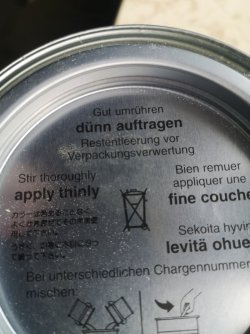 Gut umrühren
dünn auftragen
Restentleerung vor
Verpackungsverwertung
Stir thoroughly
apply thinly
Bien remuer
appliquer une
fine couche
Sekoita hyvin
levitä ohue
Bei unterschiedlichen Chargennummer
mischen: